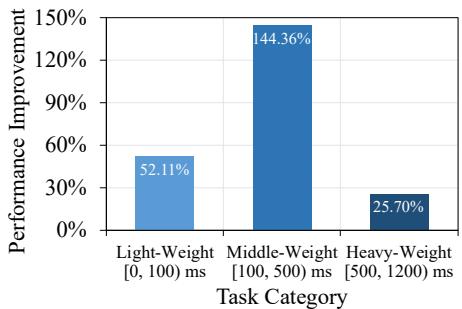 Performance Improvement
150%
120%
90%
60%
30%
0%
52.11%
144.36%
25.70%
Light-Weight
[0, 100) ms
Middle-Weight
[100, 500) ms
Heavy-Weight
[500, 1200) ms
Task Category